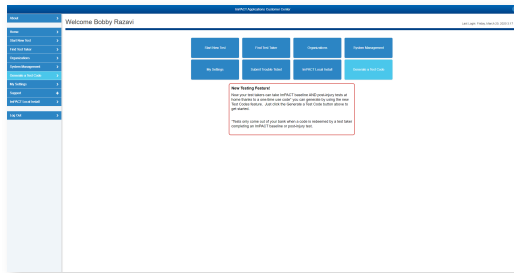 ImPACT Applications Customer Center
About
Welcome Bobby Razavi
Home
Start New Test
Find Test Taker
Organizations
System Management
Generate a Test Code
My Settings
Support
ImPACT Local Install
Log Out
Start New Test
Find Test Taker
Organizations
System Management
My Settings
Submit Trouble Ticket
ImPACT Local Install
Generate a Test Code
New Testing Feature!
Now your test takers can take ImPACT baseline AND post-injury tests at
home thanks to a one-time use code* you can generate by using the new
Test Codes feature. Just click the Generate a Test Code button above to
get started.
*Tests only come out of your bank when a code is redeemed by a test taker
completing an ImPACT baseline or post-injury test.